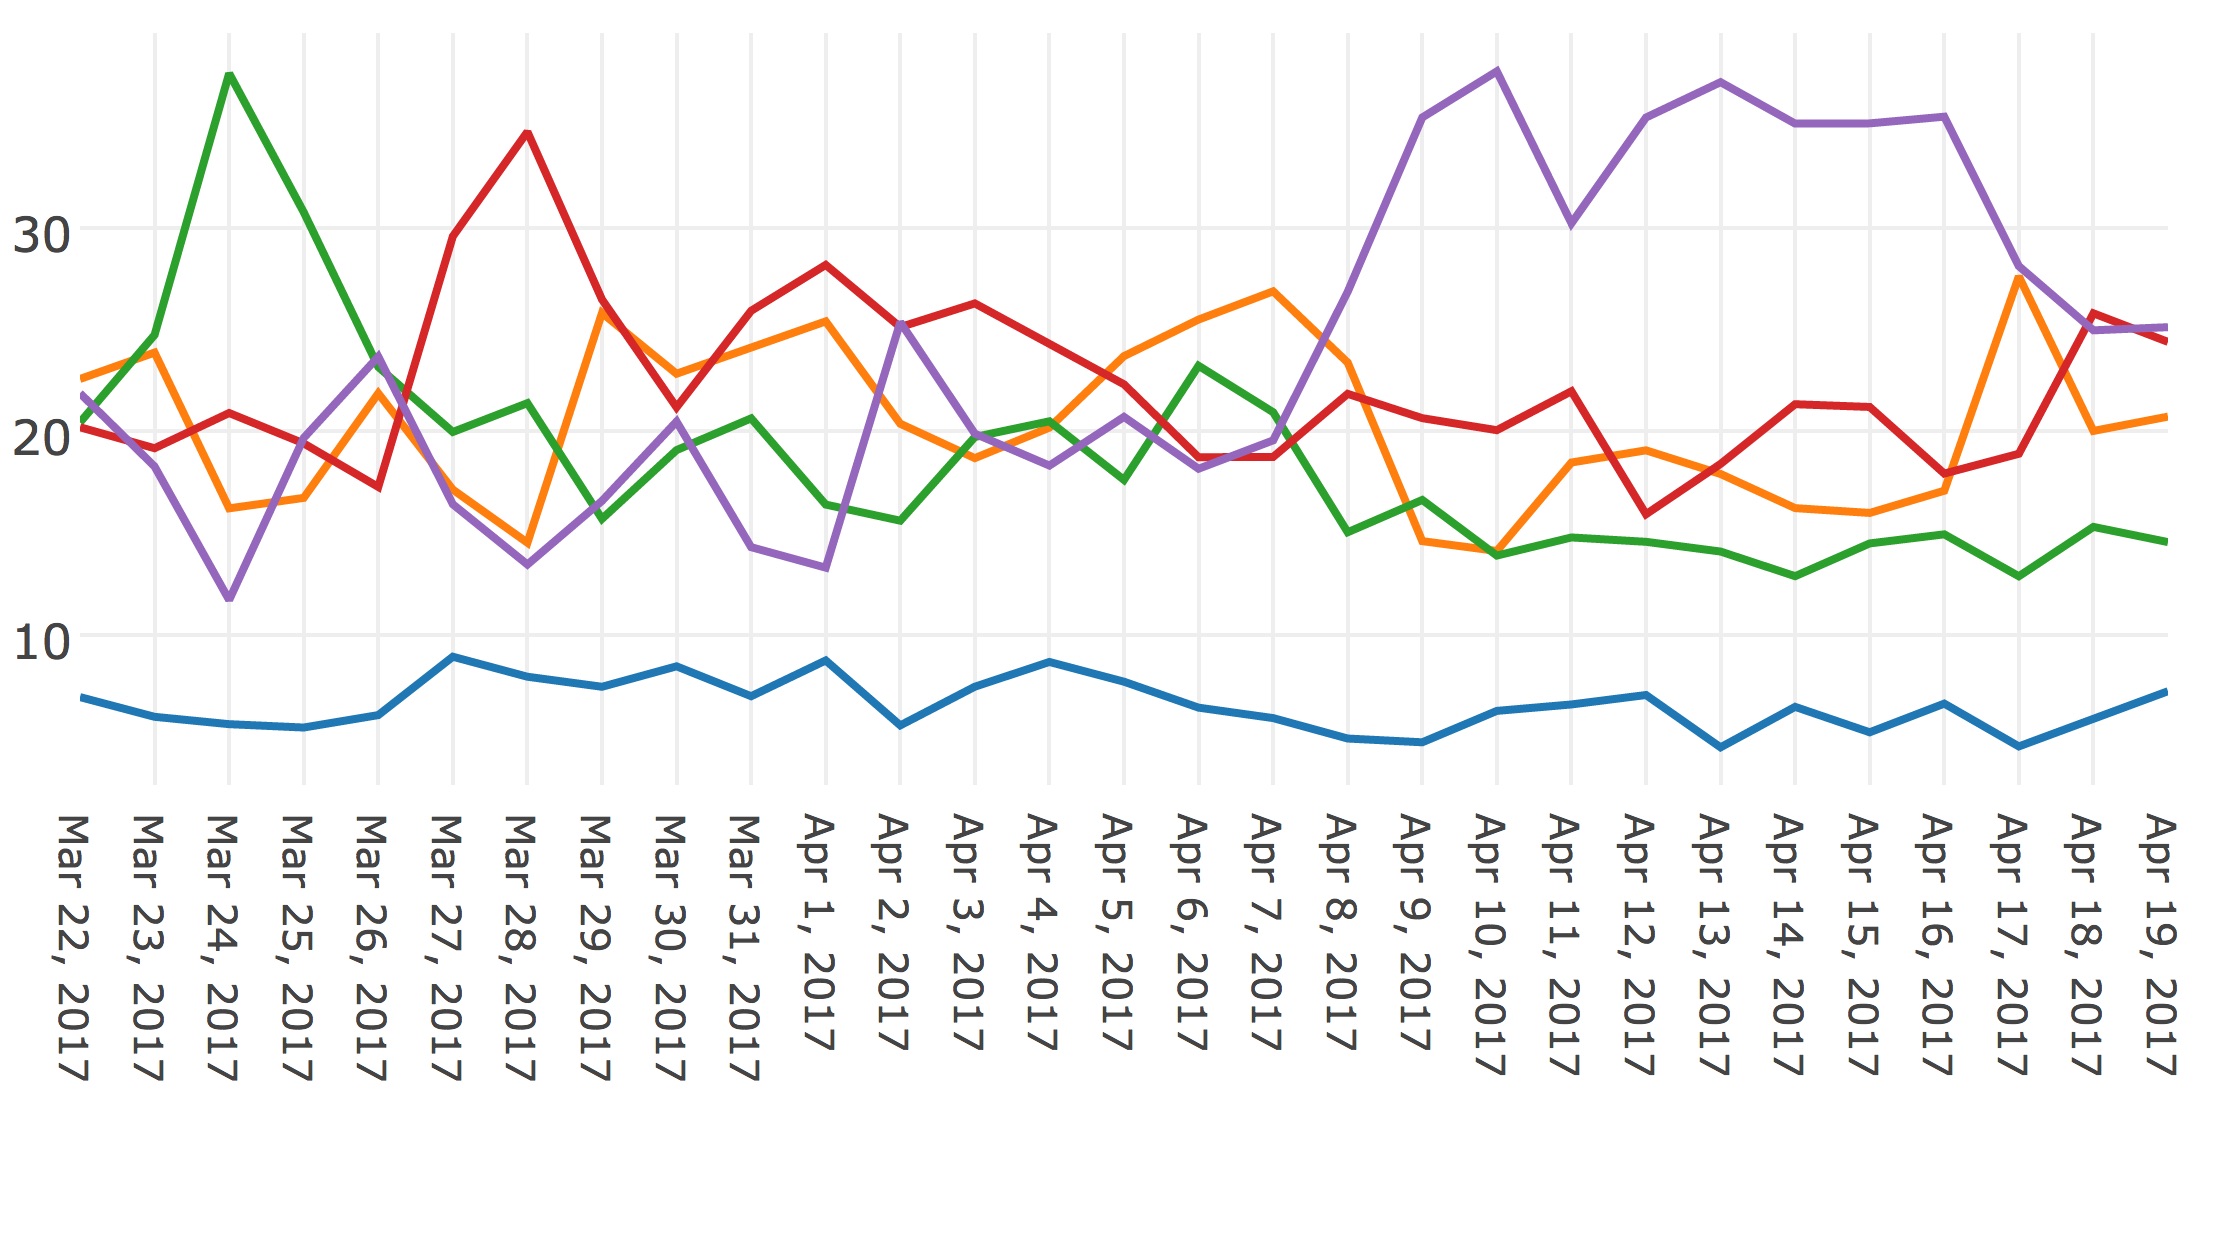 30
20
10
Mar 22, 2017
Mar 23, 2017
Mar 24, 2017
Mar 25, 2017
Mar 26, 2017
Mar 27, 2017
Mar 28, 2017
Mar 29, 2017
Mar 30, 2017
Mar 31, 2017
Apr 1, 2017
Apr 2, 2017
Apr 3, 2017
Apr 4, 2017
Apr 5, 2017
Apr 6, 2017
Apr 7, 2017
Apr 8, 2017
Apr 9, 2017
Apr 10, 2017
Apr 11, 2017
Apr 12, 2017
Apr 13, 2017
Apr 14, 2017
Apr 15, 2017
Apr 16, 2017
Apr 17, 2017
Apr 18, 2017
Apr 19, 2017